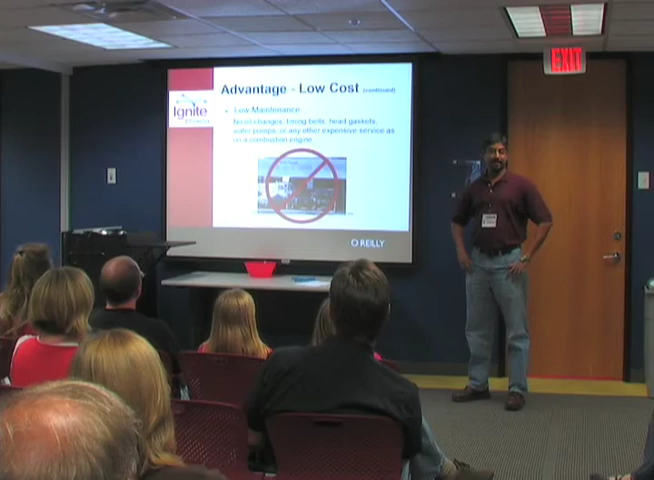 EXIT
Advantage - Low Cost (continued)
Ignite
Low Maintenance
No oil changes, timing belts, head gaskets,
water pumps, or any other expensive service as
on a combustion engine.
O'REILLY